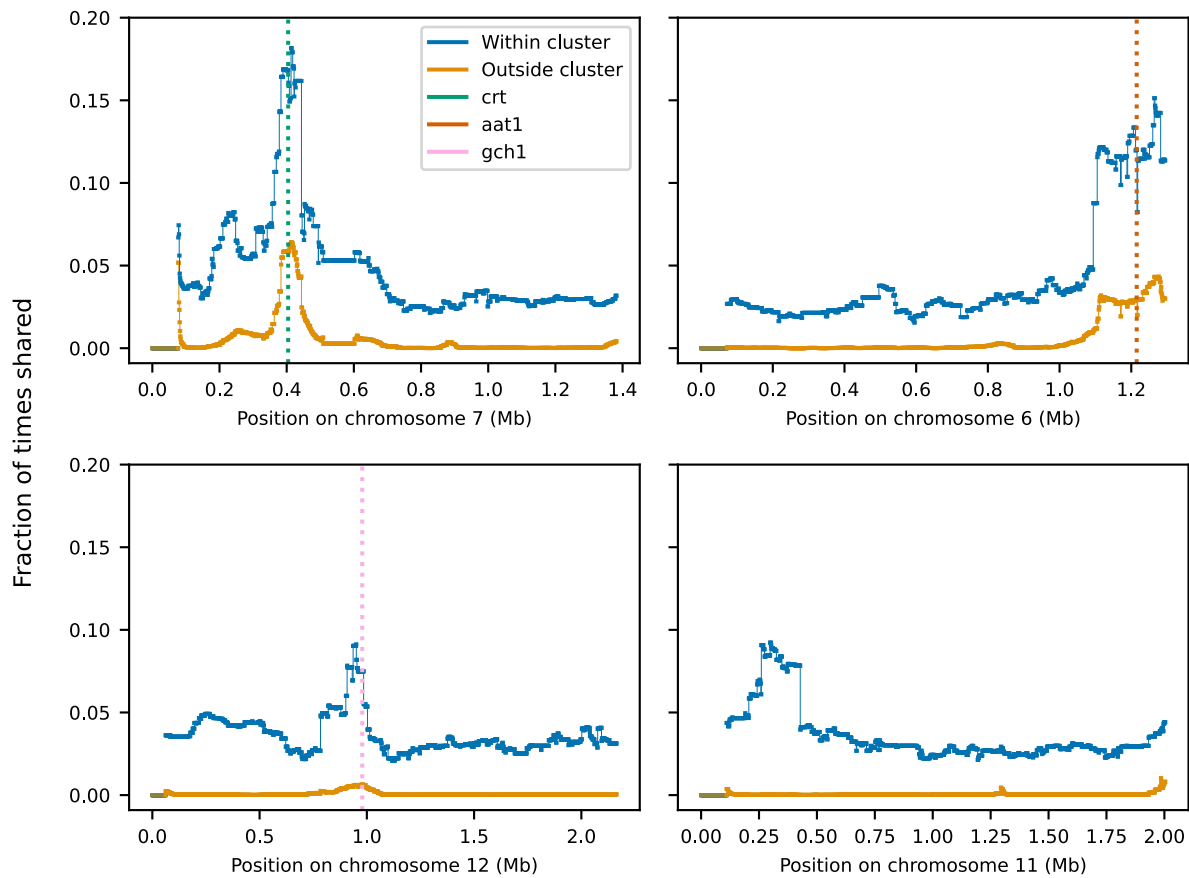 Fraction of times shared
0.20
0.15
0.10
0.05
0.00
Within cluster
Outside cluster
crt
aat1
gch1
0.0 0.2 0.4 0.6 0.8 1.0 1.2 1.4
Position on chromosome 7 (Mb)
0.0 0.2 0.4 0.6 0.8 1.0 1.2
Position on chromosome 6 (Mb)
0.20
0.15
0.10
0.05
0.00
0.0 0.5 1.0 1.5 2.0
Position on chromosome 12 (Mb)
0.00 0.25 0.50 0.75 1.00 1.25 1.50 1.75 2.00
Position on chromosome 11 (Mb)